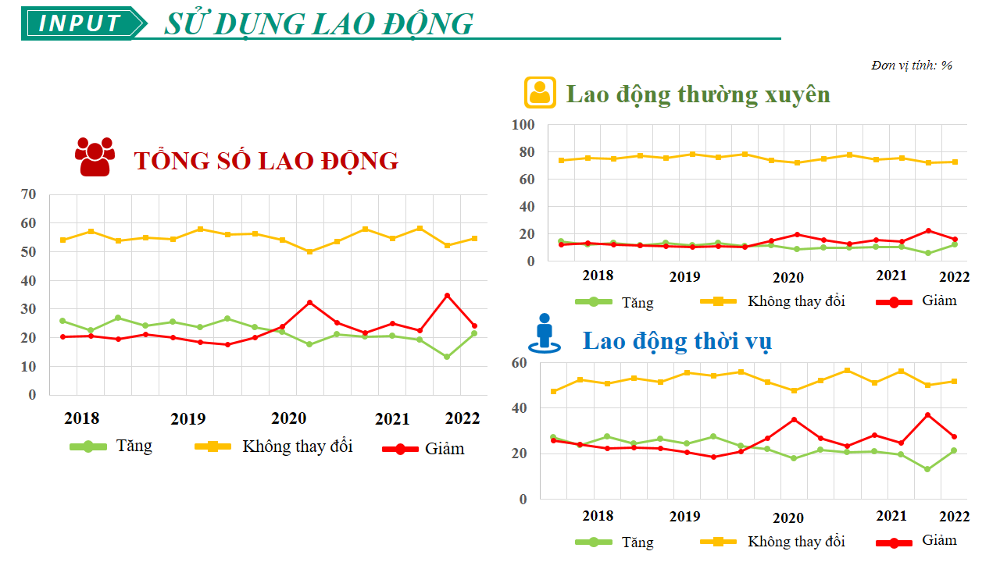 INPUT
SỬ DỤNG LAO ĐỘNG
Đơn vị tính: %
TỔNG SỐ LAO ĐỘNG
70
60
50
40
30
20
10
0
2018 2019 2020 2021 2022
Tăng Không thay đổi Giảm
Lao động thường xuyên
100
80
60
40
20
0
2018 2019 2020 2021 2022
Tăng Không thay đổi Giảm
Lao động thời vụ
60
40
20
0
2018 2019 2020 2021 2022
Tăng Không thay đổi Giảm